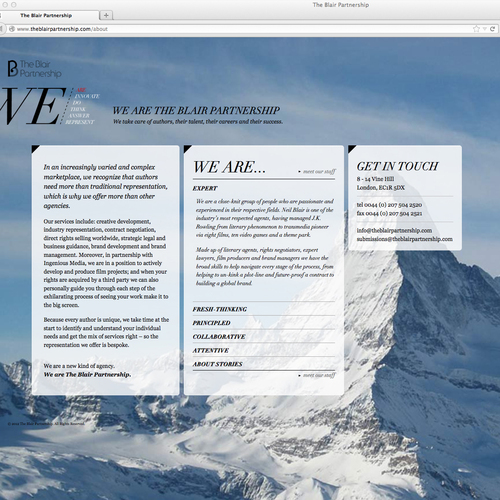 The Blair Partnership
The Blair Partnership
www.theblairpartnership.com/about
The Blair
Partnership
WE
ARE
INNOVATE
DO
THINK
ANSWER
REPRESENT
WE ARE THE BLAIR PARTNERSHIP
We take care of authors, their talent, their careers and their success.
In an increasingly varied and complex
marketplace, we recognize that authors
need more than traditional representation,
which is why we offer more than other
agencies.
Our services include: creative development,
industry representation, contract negotiation,
direct rights selling worldwide, strategic legal and
business guidance, brand development and brand
management. Moreover, in partnership with
Ingenious Media, we are in a position to actively
develop and produce film projects; and when your
rights are acquired by a third party we can also
personally guide you through each step of the
exhilarating process of seeing your work make it to
the big screen.
Because every author is unique, we take time at the
start to identify and understand your individual
needs and get the mix of services right – so the
representation we offer is bespoke.
We are a new kind of agency.
We are The Blair Partnership.
WE ARE...
meet our staff
EXPERT
We are a close-knit group of people who are passionate and
experienced in their respective fields. Neil Blair is one of the
industry's most respected agents, having managed J.K.
Rowling from literary phenomenon to transmedia pioneer
via eight films, ten video games and a theme park.
Made up of literary agents, rights negotiators, expert
lawyers, film producers and brand managers we have the
broad skills to help navigate every stage of the process, from
helping to un-kink a plot-line and future-proof a contract to
building a global brand.
FRESH-THINKING
PRINCIPLED
COLLABORATIVE
ATTENTIVE
ABOUT STORIES
meet our staff
GET IN TOUCH
8 - 14 Vine Hill
London, EC1R 5DX
tel 0044 (0) 207 504 2520
fax 0044 (0) 207 504 2521
info@theblairpartnership.com
submissions@theblairpartnership.com
The Blair Partnership. All Rights Reserved.